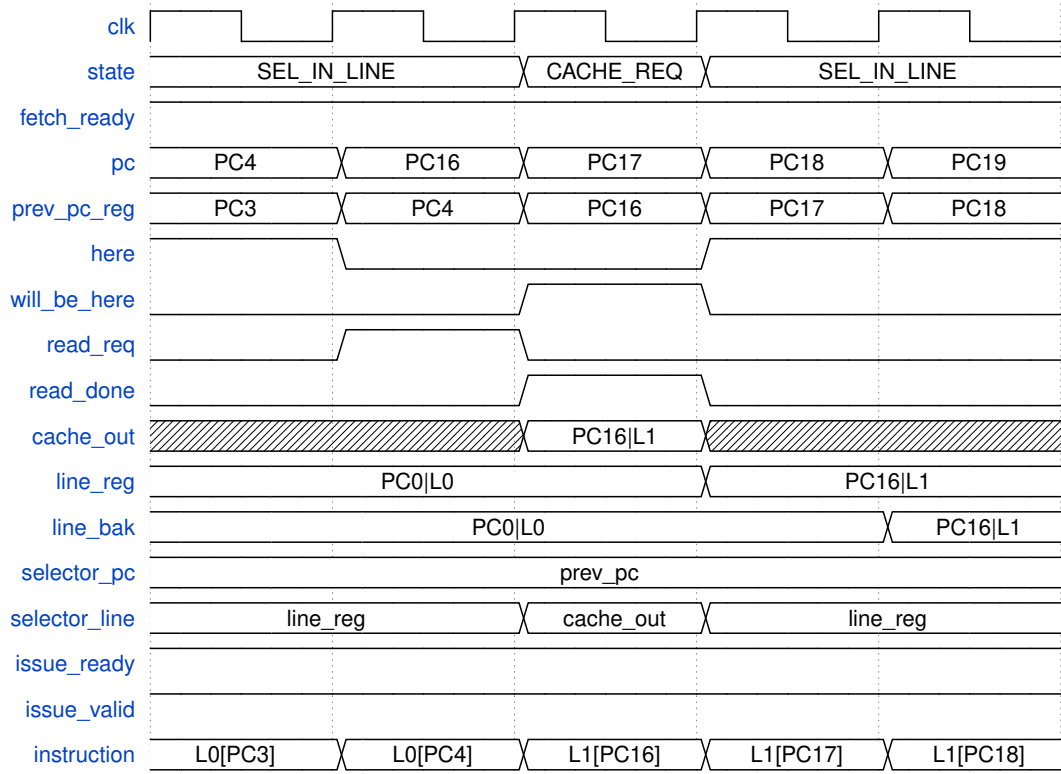 clk
state SEL_IN_LINE CACHE_REQ SEL_IN_LINE
fetch_ready
pc PC4 PC16 PC17 PC18 PC19
prev_pc_reg PC3 PC4 PC16 PC17 PC18
here
will_be_here
read_req
read_done
cache_out PC16|L1
line_reg PC0|L0 PC16|L1
line_bak PC0|L0 PC16|L1
selector_pc prev_pc
selector_line line_reg cache_out line_reg
issue_ready
issue_valid
instruction L0[PC3] L0[PC4] L1[PC16] L1[PC17] L1[PC18]